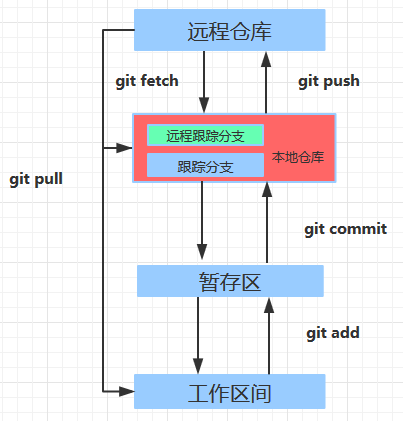 远程仓库
git fetch
git push
远程跟踪分支
本地仓库
跟踪分支
git pull
git commit
暂存区
git add
工作区间